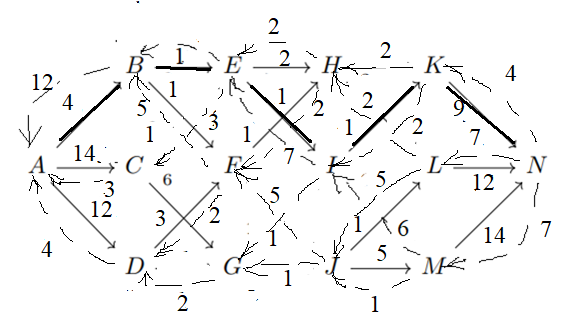 2
B 1 E 2 H 2 K
12 4 1 1 2 2 9 4
5 3
1 1 7 1 2 7
A 14 C 6 F I L 12 N
3
12 3 2 5 5
1 6
4 1 5 14 7
D G 1 J M
2 1